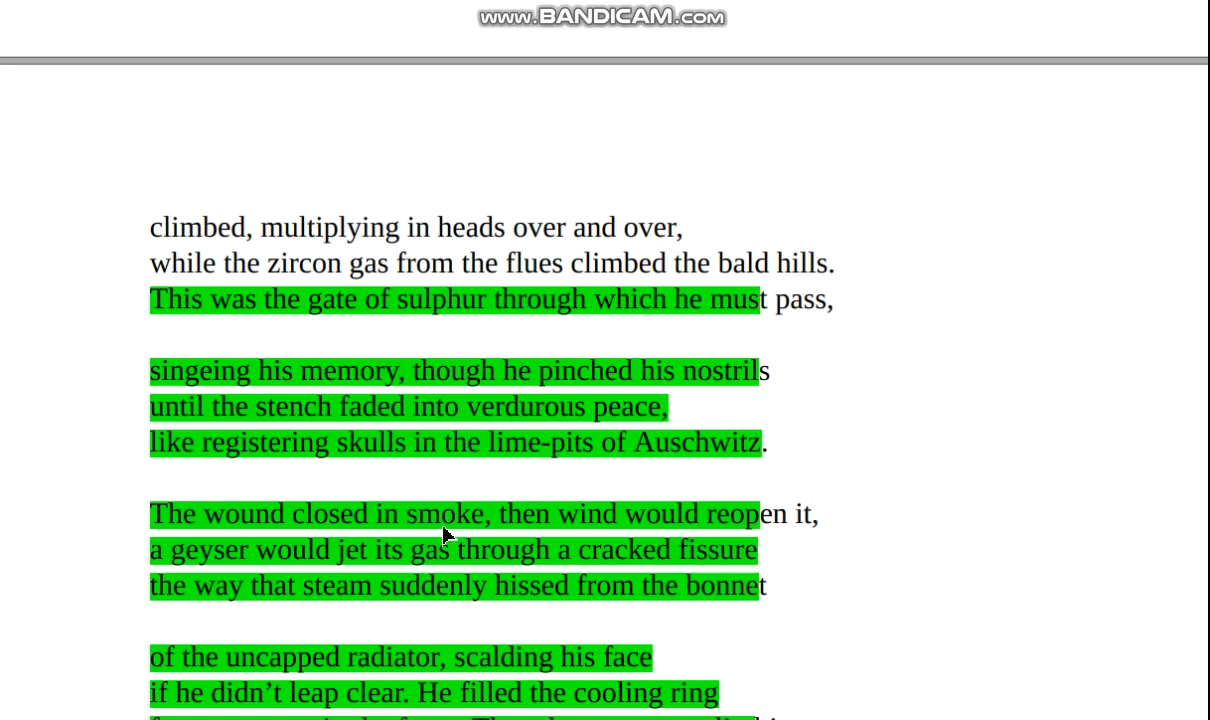 www.BANDICAM.com
climbed, multiplying in heads over and over,
while the zircon gas from the flues climbed the bald hills.
This was the gate of sulphur through which he must pass,
singeing his memory, though he pinched his nostrils
until the stench faded into verdurous peace,
like registering skulls in the lime-pits of Auschwitz.
The wound closed in smoke, then wind would reopen it,
a geyser would jet its gas through a cracked fissure
the way that steam suddenly hissed from the bonnet
of the uncapped radiator, scalding his face
if he didn’t leap clear. He filled the cooling ring